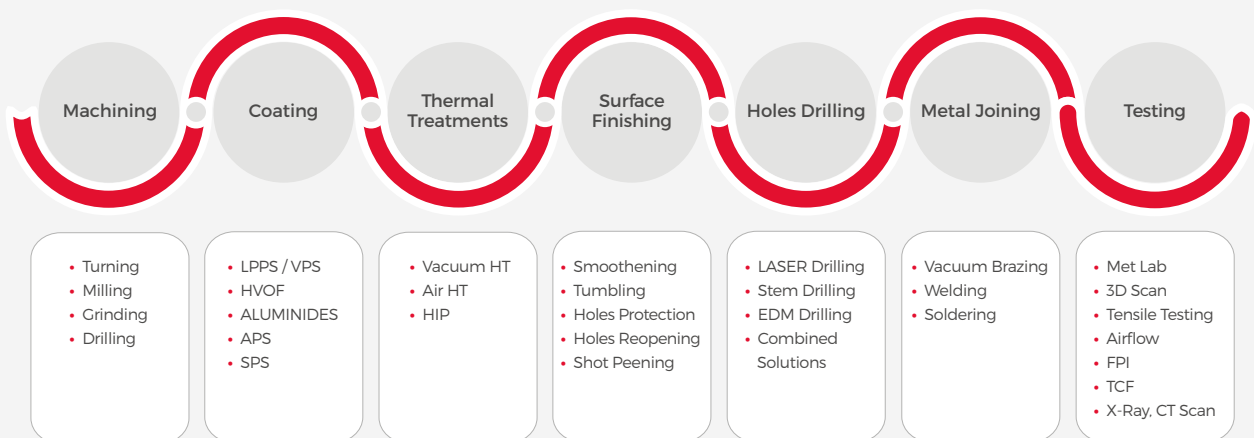 Machining
Coating
Thermal
Treatments
Surface
Finishing
Holes Drilling
Metal Joining
Testing
• Turning
• Milling
• Grinding
• Drilling
• LPPS / VPS
• HVOF
• ALUMINIDES
• APS
• SPS
• Vacuum HT
• Air HT
• HIP
• Smoothening
• Tumbling
• Holes Protection
• Holes Reopening
• Shot Peening
• LASER Drilling
• Stem Drilling
• EDM Drilling
• Combined
Solutions
• Vacuum Brazing
• Welding
• Soldering
• Met Lab
• 3D Scan
• Tensile Testing
• Airflow
• FPI
• TCF
• X-Ray, CT Scan